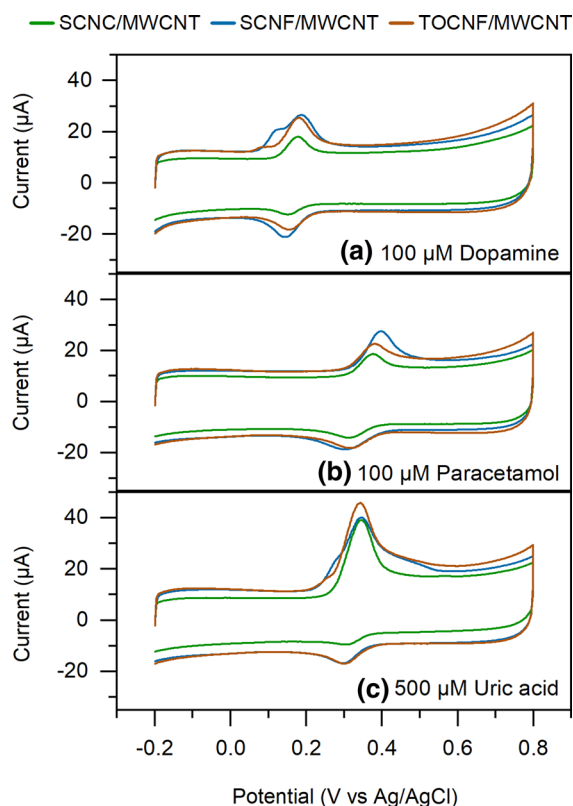 SCNC/MWCNT SCNF/MWCNT TOCNF/MWCNT
Current (µA)
40
20
0
-20
(a) 100 µM Dopamine
Current (µA)
40
20
0
-20
(b) 100 µM Paracetamol
Current (µA)
40
20
0
-20
(c) 500 µM Uric acid
-0.2 0.0 0.2 0.4 0.6 0.8
Potential (V vs Ag/AgCl)